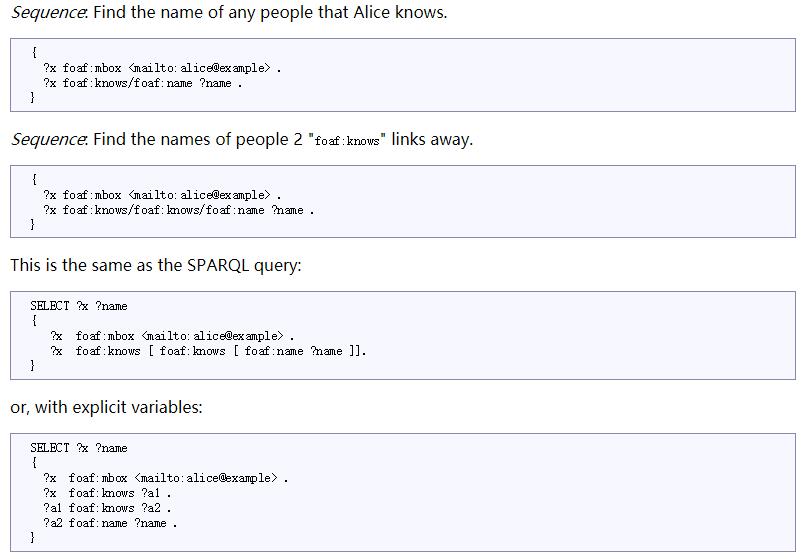 Sequence: Find the name of any people that Alice knows.
{
?x foaf:mbox <mailto:alice@example> .
?x foaf:knows/foaf:name ?name .
}
Sequence: Find the names of people 2 "foaf:knows" links away.
{
?x foaf:mbox <mailto:alice@example> .
?x foaf:knows/foaf:knows/foaf:name ?name .
}
This is the same as the SPARQL query:
SELECT ?x ?name
{
?x foaf:mbox <mailto:alice@example> .
?x foaf:knows [ foaf:knows [ foaf:name ?name ]].
}
or, with explicit variables:
SELECT ?x ?name
{
?x foaf:mbox <mailto:alice@example> .
?x foaf:knows ?a1 .
?a1 foaf:knows ?a2 .
?a2 foaf:name ?name .
}